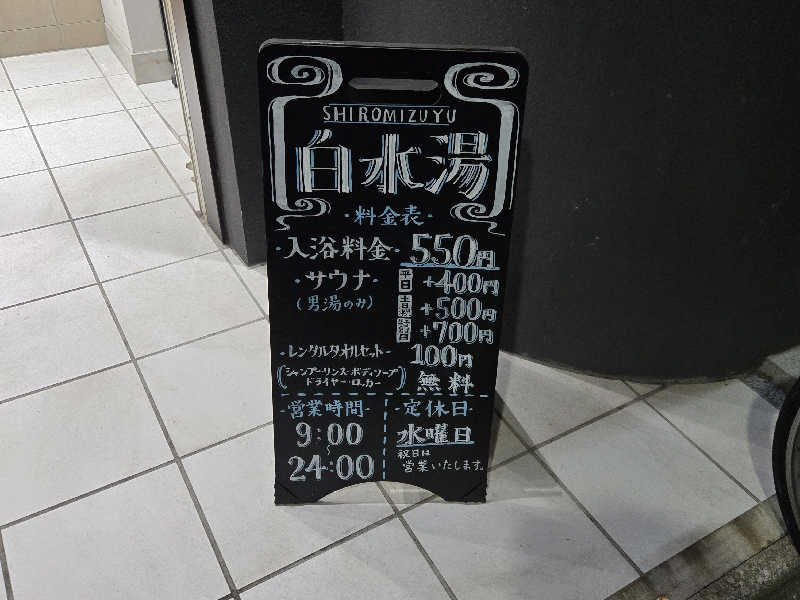 SHIROMIZUYU
白水湯
・料金表・
・入浴料金・ 550円
・サウナ・ 平日 +400円
(男湯のみ) 土日祝 +500円
特日 +700円
・レンタルタオルセット・ 100円
(シャンプー・リンス・ボディソープ
ドライヤー・ロッカー) 無料
・営業時間・
9:00
〜
24:00
・定休日・
水曜日
祝日は
営業いたします。